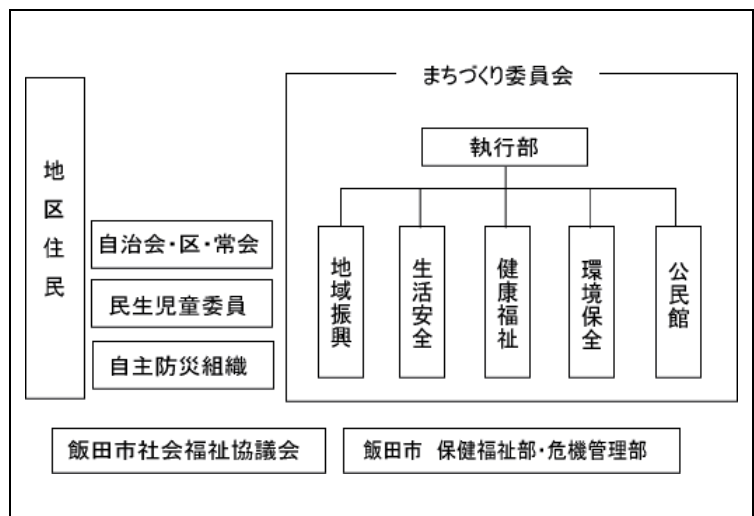 まちづくり委員会
執行部
地区住民
自治会・区・常会
民生児童委員
自主防災組織
地域振興
生活安全
健康福祉
環境保全
公民館
飯田市社会福祉協議会
飯田市 保健福祉部・危機管理部